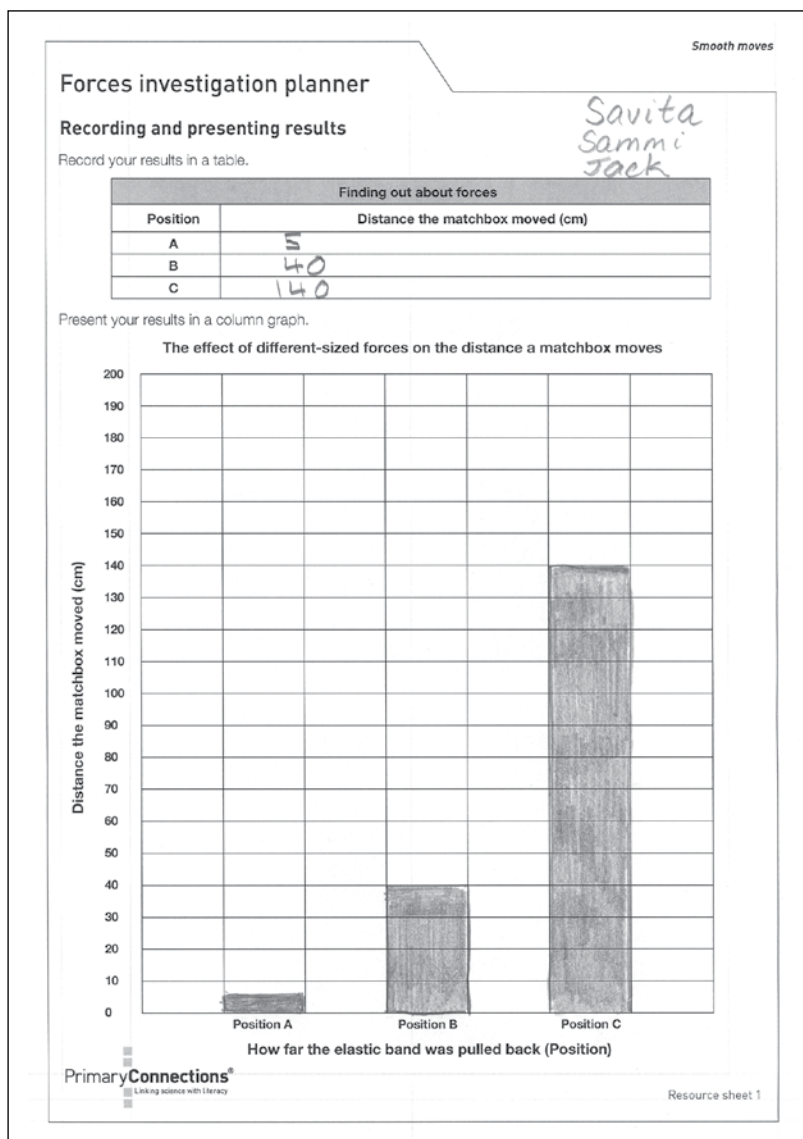 Smooth moves
Forces investigation planner
Savita
Sammi
Jack
Recording and presenting results
Record your results in a table.
Finding out about forces
Position Distance the matchbox moved (cm)
A 5
B 40
C 140
Present your results in a column graph.
The effect of different-sized forces on the distance a matchbox moves
200
190
180
170
160
150
140
130
120
110
100
90
80
70
60
50
40
30
20
10
0
Distance the matchbox moved (cm)
Position A Position B Position C
How far the elastic band was pulled back (Position)
PrimaryConnections®
Linking science with literacy
Resource sheet 1